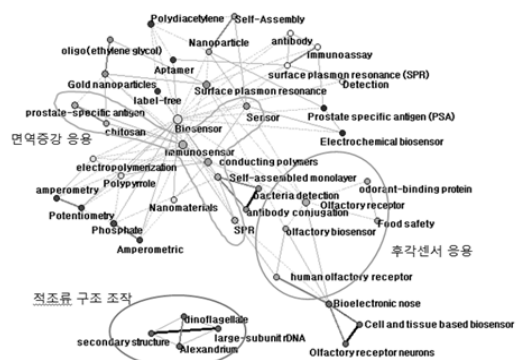 Polydiacetylene
Self-Assembly
Nanoparticle
antibody
oligo(ethylene glycol)
immunoassay
Aptamer
surface plasmon resonance (SPR)
Gold nanoparticles
Surface plasmon resonance
Detection
label-free
prostate-specific antigen
Sensor
Prostate specific antigen (PSA)
chitosan
Biosensor
면역증강 응용
Electrochemical biosensor
immunosensor
electropolymerization
conducting polymers
Polypyrrole
Self-assembled monolayer
odorant-binding protein
amperometry
bacteria detection
Olfactory receptor
Potentiometry
Nanomaterials
antibody conjugation
Food safety
Phosphate
SPR
olfactory biosensor
Amperometric
후각센서 응용
human olfactory receptor
적조류 구조 조작
Bioelectronic nose
dinoflagellate
Cell and tissue based biosensor
secondary structure
large-subunit rDNA
Alexandrium
Olfactory receptor neurons